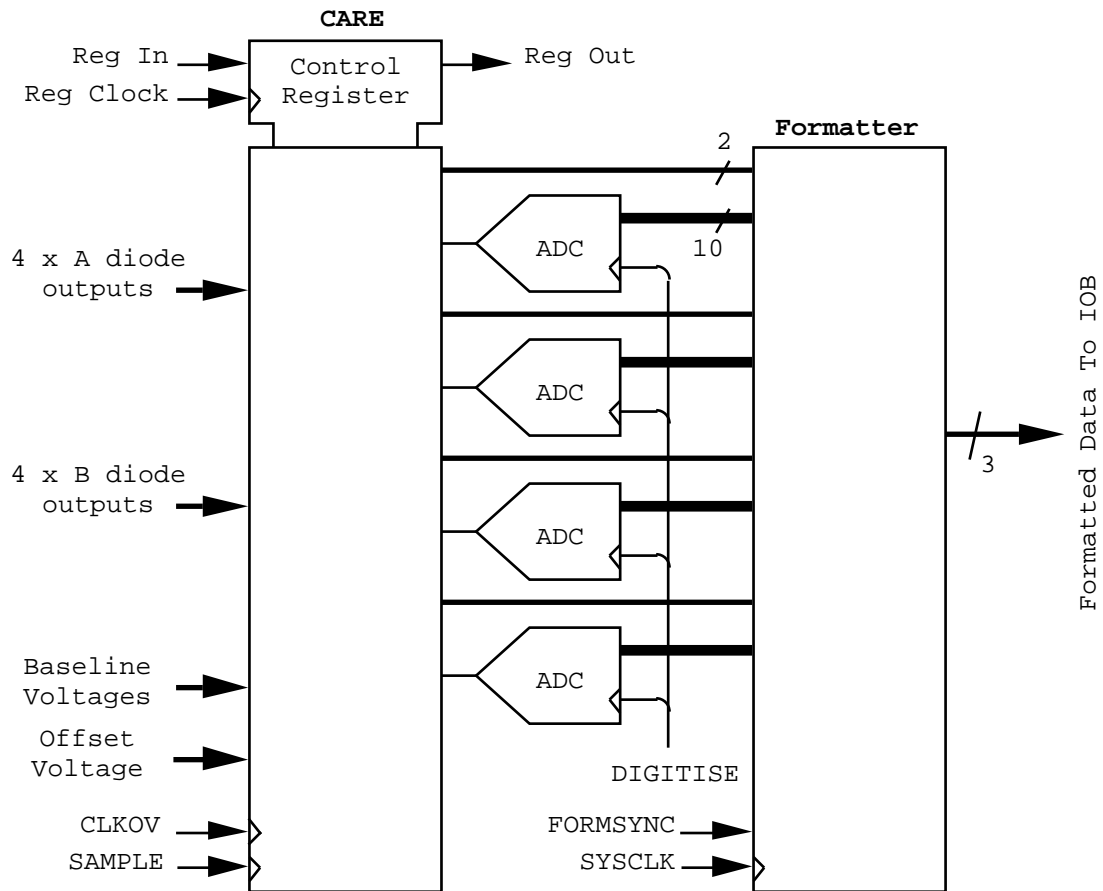 CARE
Reg In
Control
Register
Reg Out
Reg Clock
Formatter
2
10
ADC
4 x A diode
outputs
ADC
Formatted Data To IOB
3
4 x B diode
outputs
ADC
ADC
Baseline
Voltages
Offset
Voltage
DIGITISE
CLKOV
FORMSYNC
SAMPLE
SYSCLK